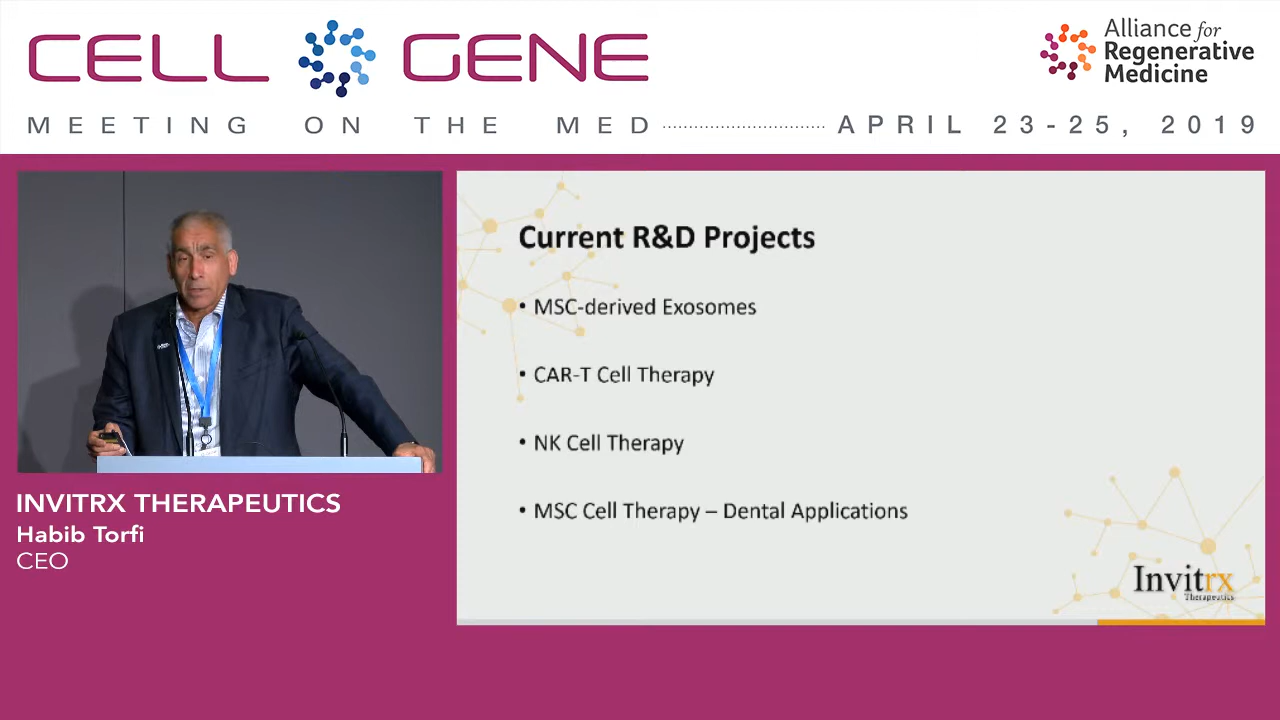 CELL GENE
Alliance for
Regenerative
Medicine
MEETING ON THE MED APRIL 23-25, 2019
Current R&D Projects
• MSC-derived Exosomes
• CAR-T Cell Therapy
• NK Cell Therapy
• MSC Cell Therapy – Dental Applications
Invitrx
Therapeutics
INVITRX THERAPEUTICS
Habib Torfi
CEO